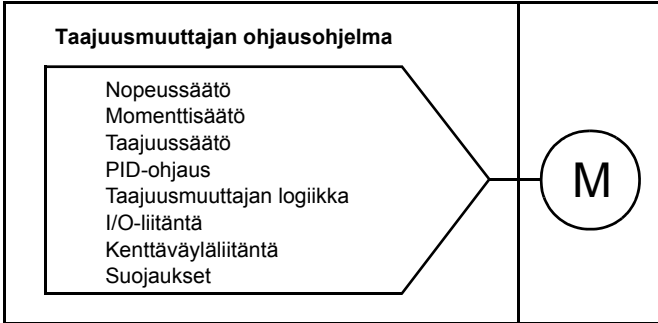 Taajuusmuuttajan ohjausohjelma
Nopeussäätö
Momenttisäätö
Taajuussäätö
PID-ohjaus
Taajuusmuuttajan logiikka
I/O-liitäntä
Kenttäväyläliitäntä
Suojaukset
M